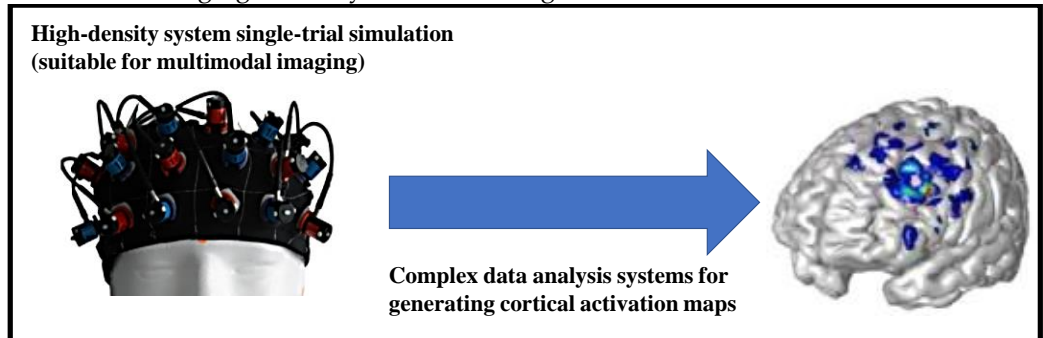 High-density system single-trial simulation
(suitable for multimodal imaging)
Complex data analysis systems for
generating cortical activation maps